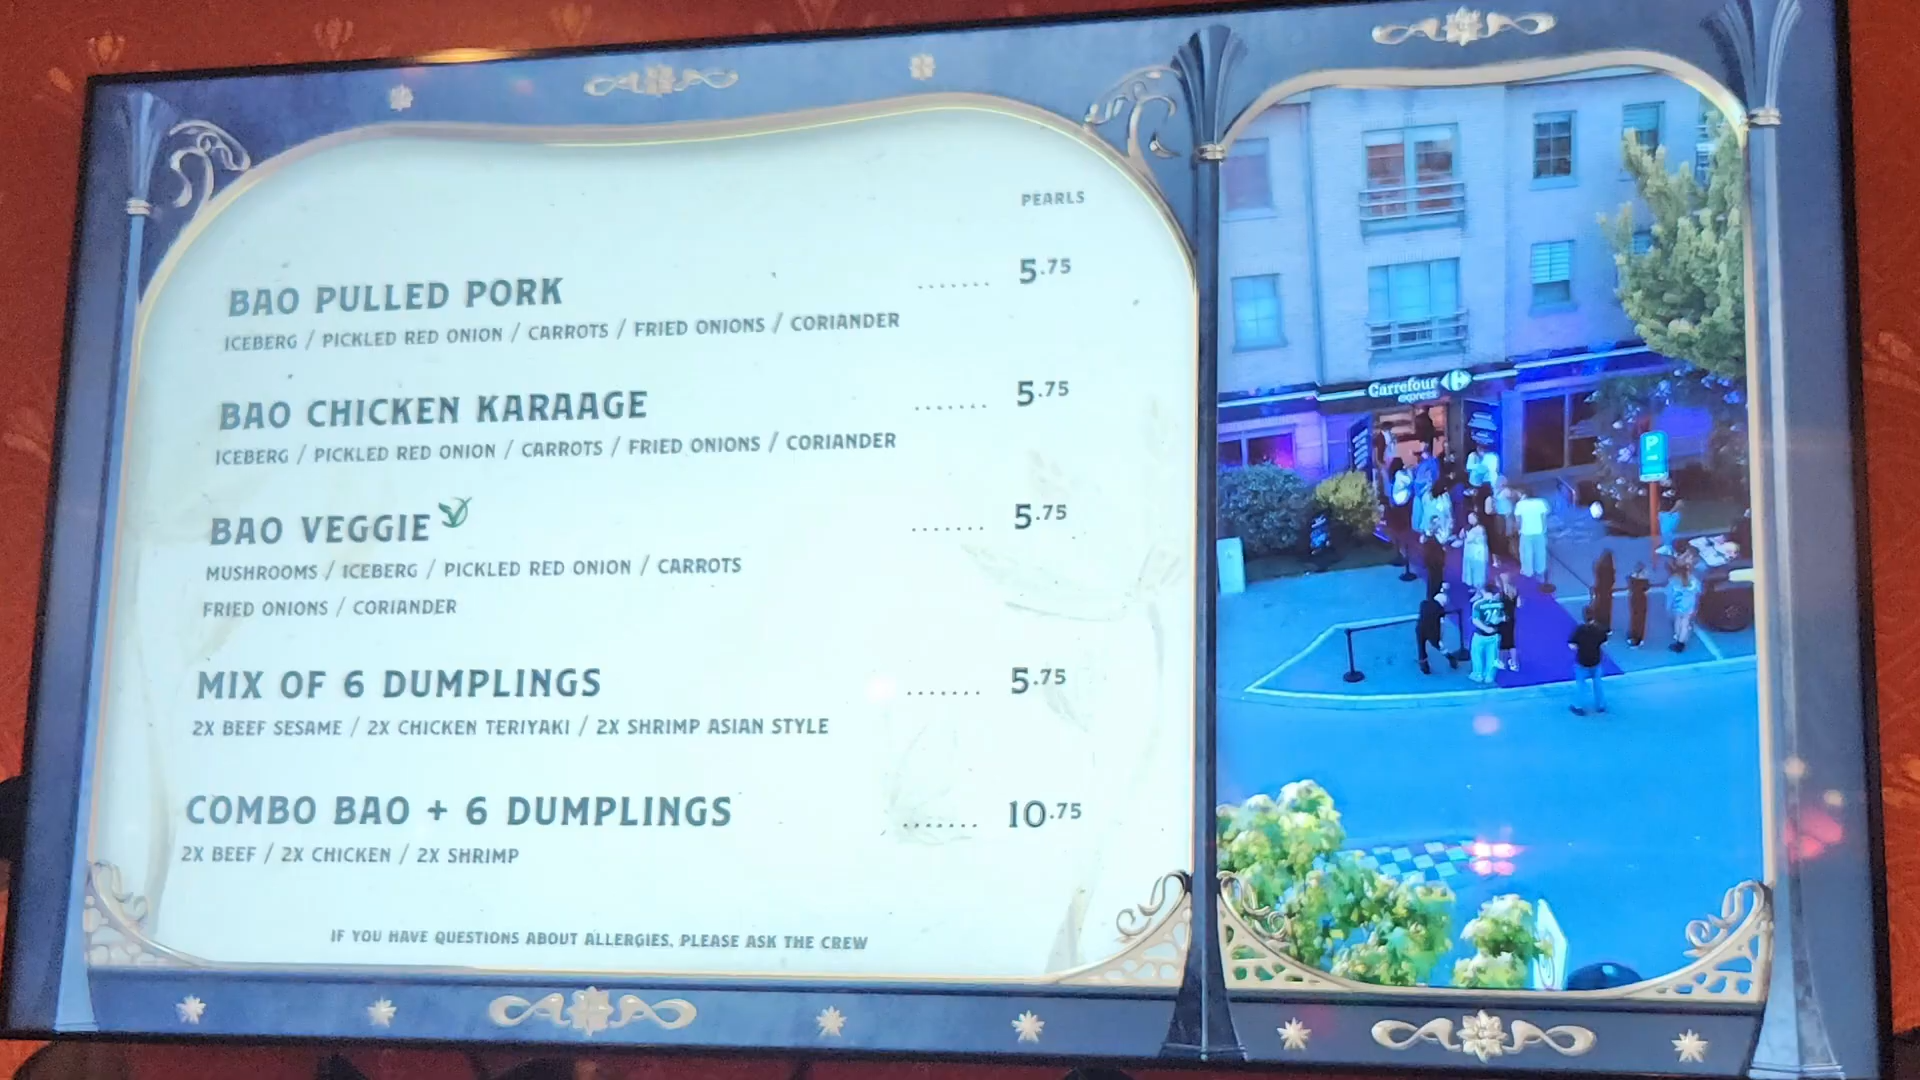 PEARLS
BAO PULLED PORK ....... 5.75
ICEBERG / PICKLED RED ONION / CARROTS / FRIED ONIONS / CORIANDER
BAO CHICKEN KARAAGE ....... 5.75
ICEBERG / PICKLED RED ONION / CARROTS / FRIED ONIONS / CORIANDER
BAO VEGGIE ....... 5.75
MUSHROOMS / ICEBERG / PICKLED RED ONION / CARROTS
FRIED ONIONS / CORIANDER
MIX OF 6 DUMPLINGS ....... 5.75
2X BEEF SESAME / 2X CHICKEN TERIYAKI / 2X SHRIMP ASIAN STYLE
COMBO BAO + 6 DUMPLINGS ....... 10.75
2X BEEF / 2X CHICKEN / 2X SHRIMP
IF YOU HAVE QUESTIONS ABOUT ALLERGIES, PLEASE ASK THE CREW
Carrefour
express
P
24